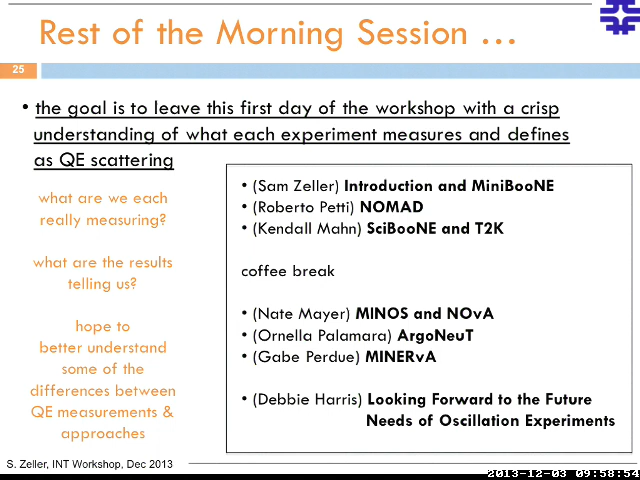 Rest of the Morning Session …
25
• the goal is to leave this first day of the workshop with a crisp
understanding of what each experiment measures and defines
as QE scattering
what are we each
really measuring?
what are the results
telling us?
hope to
better understand
some of the
differences between
QE measurements &
approaches
• (Sam Zeller) Introduction and MiniBooNE
• (Roberto Petti) NOMAD
• (Kendall Mahn) SciBooNE and T2K
coffee break
• (Nate Mayer) MINOS and NOvA
• (Ornella Palamara) ArgoNeuT
• (Gabe Perdue) MINERvA
• (Debbie Harris) Looking Forward to the Future
Needs of Oscillation Experiments
S. Zeller, INT Workshop, Dec 2013
2013-12-03 09:58:54